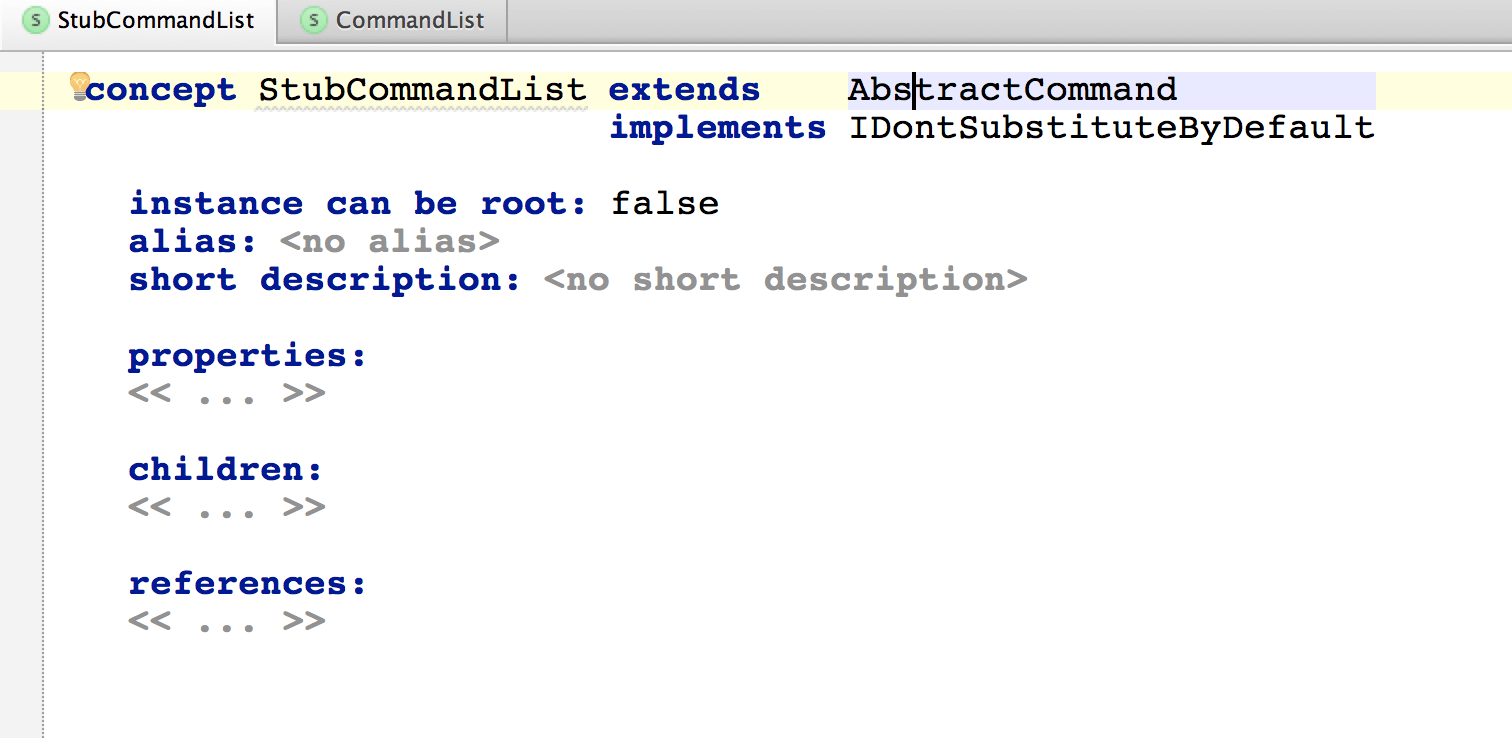 S StubCommandList S CommandList
concept StubCommandList extends AbstractCommand
implements IDontSubstituteByDefault
instance can be root: false
alias: <no alias>
short description: <no short description>
properties:
<< ... >>
children:
<< ... >>
references:
<< ... >>